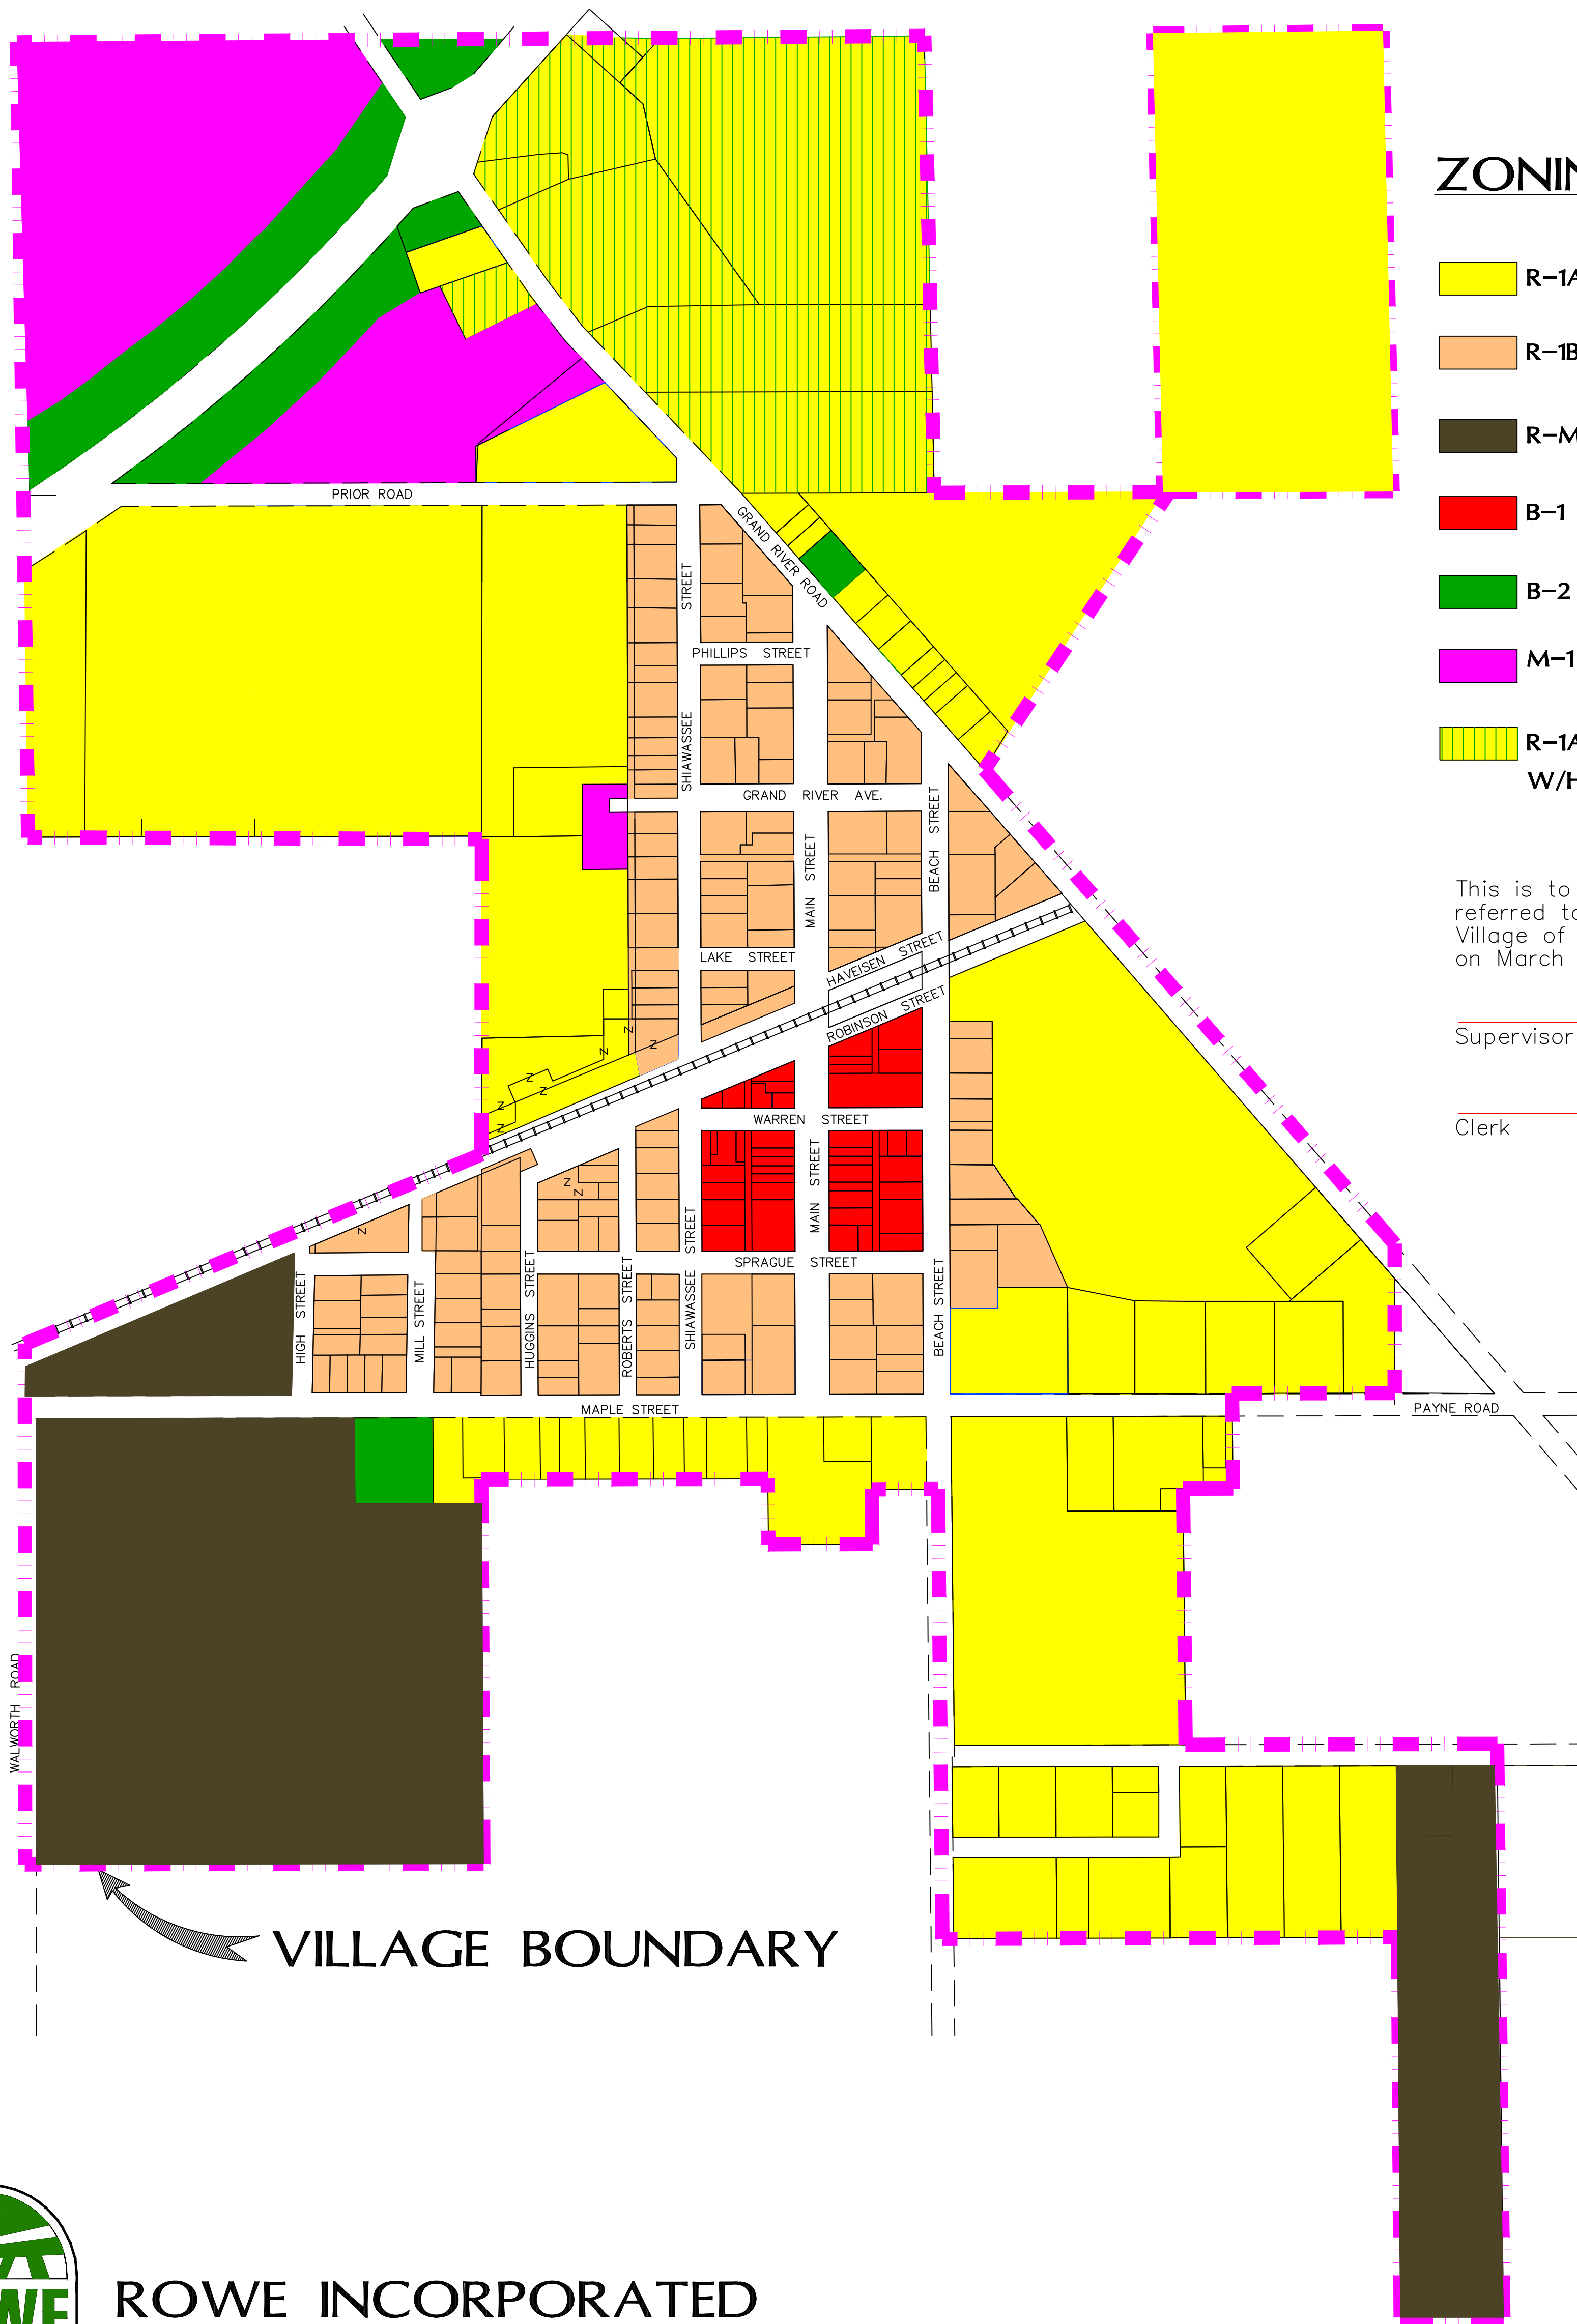 ZONIN
R-1A
R-1B
R-M
B-1
B-2
M-1
R-1A
W/H
This is to
referred to
Village of
on March
Supervisor
Clerk
PRIOR ROAD
GRAND RIVER ROAD
STREET
PHILLIPS STREET
SHIAWASSEE
GRAND RIVER AVE.
BEACH STREET
MAIN STREET
LAKE STREET
HAVEISEN STREET
ROBINSON STREET
Z
Z
Z
Z
Z
Z
Z
WARREN STREET
MAIN STREET
Z
Z
Z
STREET
SPRAGUE STREET
HIGH STREET
MILL STREET
HUGGINS STREET
ROBERTS STREET
SHIAWASSEE
BEACH STREET
MAPLE STREET
PAYNE ROAD
WALWORTH ROAD
VILLAGE BOUNDARY
WE
ROWE INCORPORATED